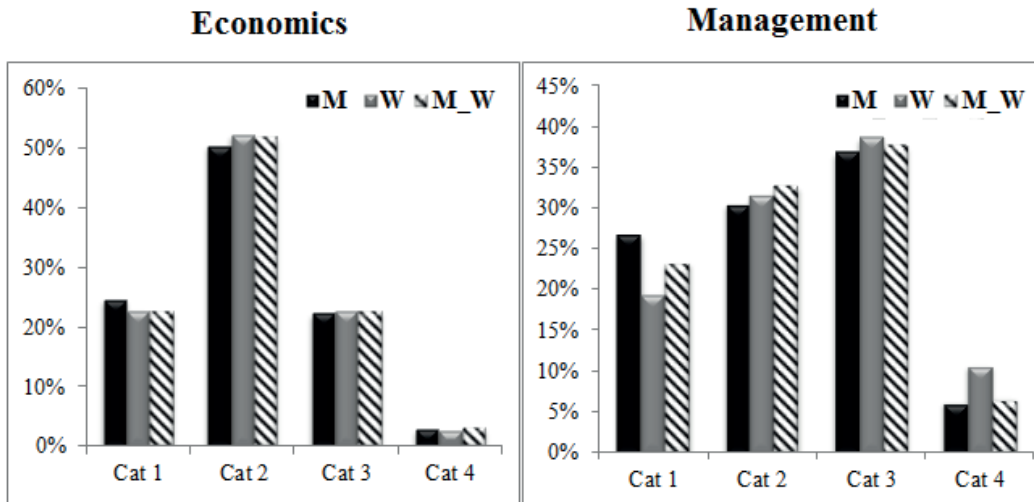 Economics
60%
50%
40%
30%
20%
10%
0%
M W M_W
Cat 1 Cat 2 Cat 3 Cat 4
Management
45%
40%
35%
30%
25%
20%
15%
10%
5%
0%
M W M_W
Cat 1 Cat 2 Cat 3 Cat 4